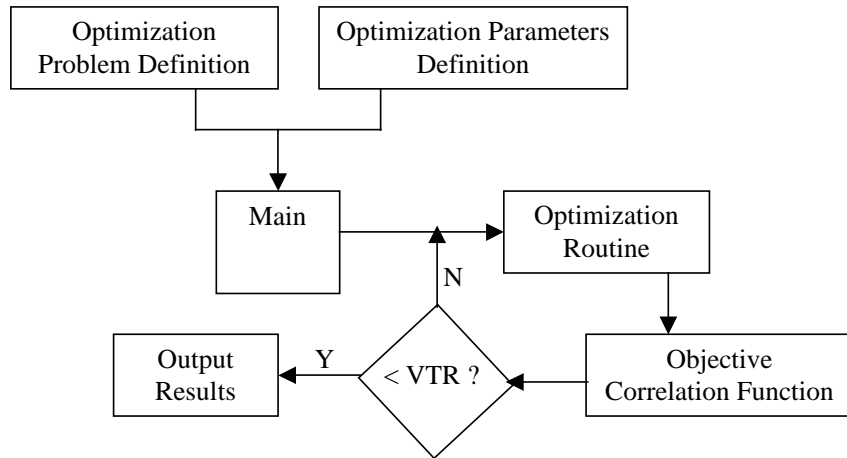 Optimization
Problem Definition
Optimization Parameters
Definition
Main
Optimization
Routine
N
Output
Results
Y
< VTR ?
Objective
Correlation Function